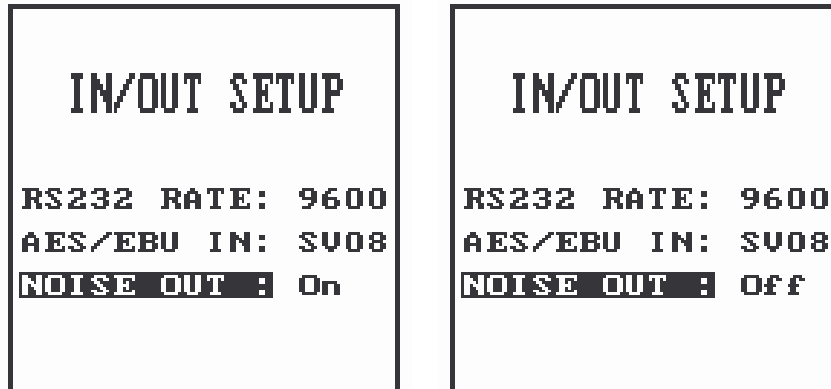 IN/OUT SETUP
RS232 RATE: 9600
AES/EBU IN: SV08
NOISE OUT : On
IN/OUT SETUP
RS232 RATE: 9600
AES/EBU IN: SV08
NOISE OUT : Off